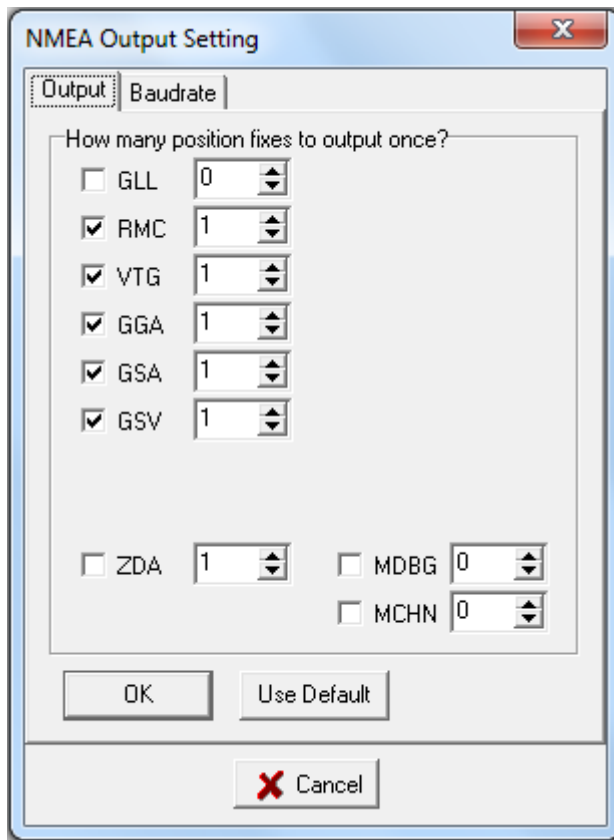 NMEA Output Setting
Output Baudrate
How many position fixes to output once?
GLL 0
RMC 1
VTG 1
GGA 1
GSA 1
GSV 1
ZDA 1 MDBG 0
MCHN 0
OK Use Default
Cancel